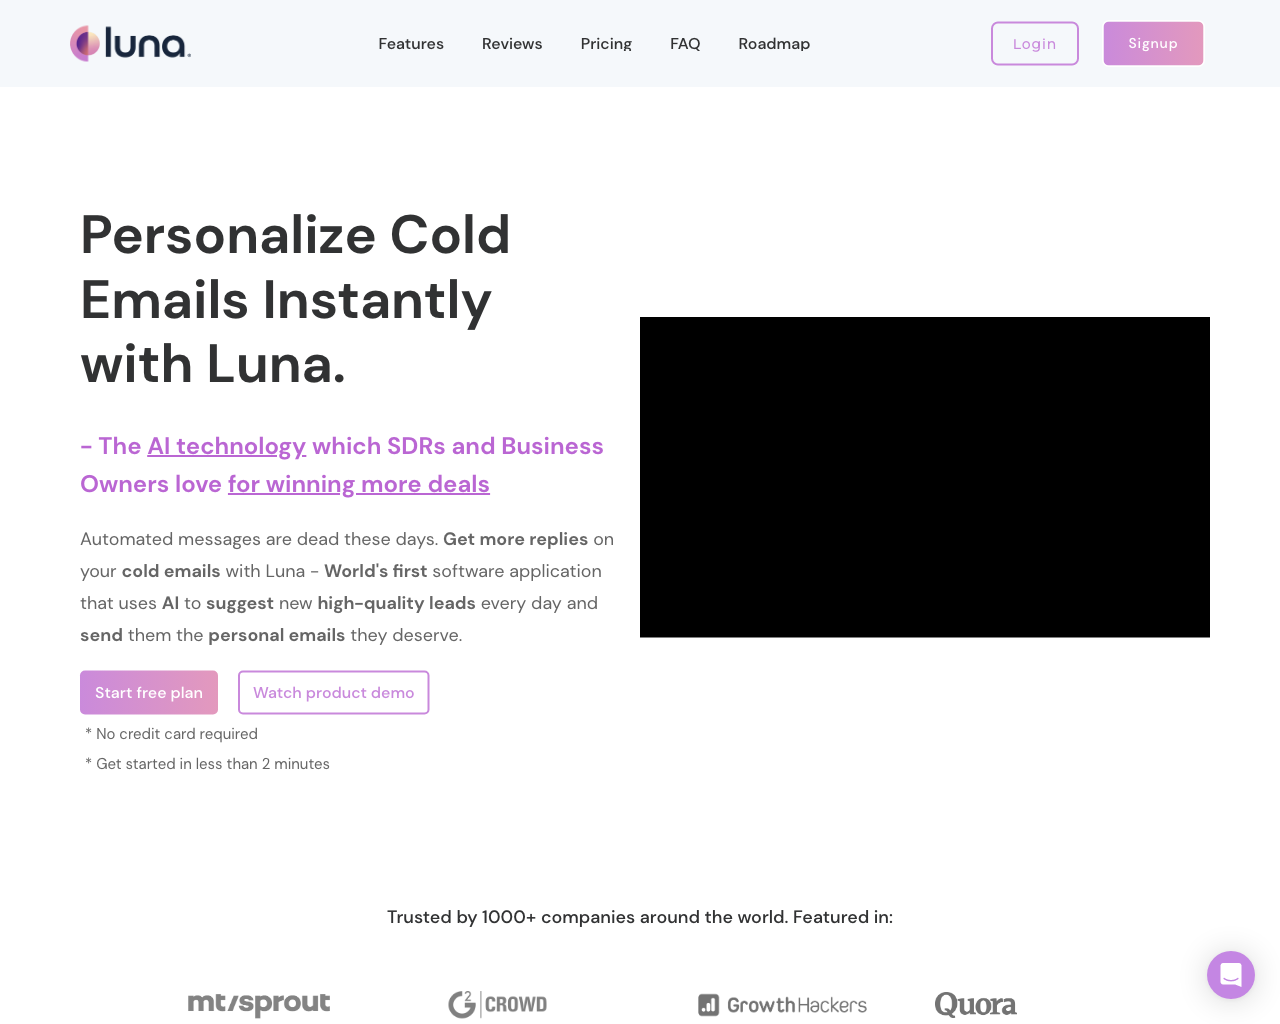 luna.
Features Reviews Pricing FAQ Roadmap
Login Signup
Personalize Cold
Emails Instantly
with Luna.
- The AI technology which SDRs and Business
Owners love for winning more deals
Automated messages are dead these days. Get more replies on
your cold emails with Luna - World's first software application
that uses AI to suggest new high-quality leads every day and
send them the personal emails they deserve.
Start free plan Watch product demo
* No credit card required
* Get started in less than 2 minutes
Trusted by 1000+ companies around the world. Featured in:
mt/sprout G2 CROWD GrowthHackers Quora